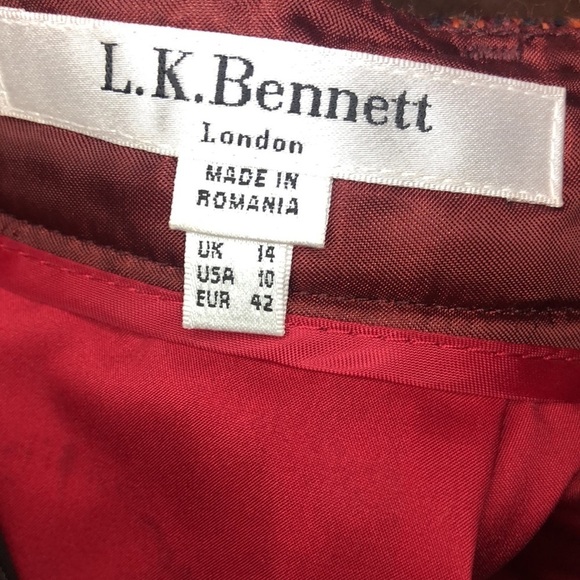 L.K.Bennett
London
MADE IN
ROMANIA
UK 14
USA 10
EUR 42